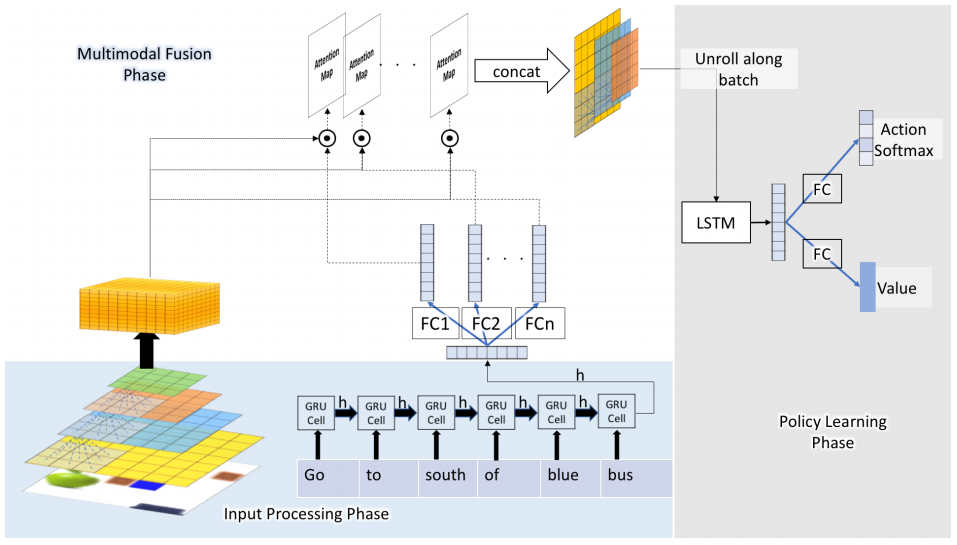 Multimodal Fusion
Phase
Attention
Map
Attention
Map
. . . .
Attention
Map
concat
Unroll along
batch
Action
Softmax
FC
LSTM
FC
Value
. . . .
FC1
FC2
FCn
h
GRU
Cell
h
GRU
Cell
h
GRU
Cell
h
GRU
Cell
h
GRU
Cell
h
GRU
Cell
Go
to
south
of
blue
bus
Input Processing Phase
Policy Learning
Phase